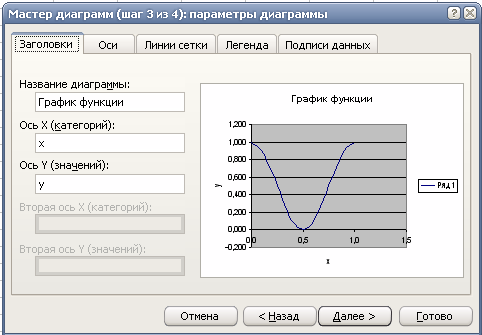 Мастер диаграмм (шаг 3 из 4): параметры диаграммы
Заголовки Оси Линии сетки Легенда Подписи данных
Название диаграммы:
График функции
Ось X (категорий):
x
Ось Y (значений):
y
Вторая ось X (категорий):
Вторая ось Y (значений):
График функции
1,200
1,000
0,800
0,600
0,400
0,200
0,000
-0,200
0,0 0,5 1,0 1,5
y
x
Ряд1
Отмена < Назад Далее > Готово